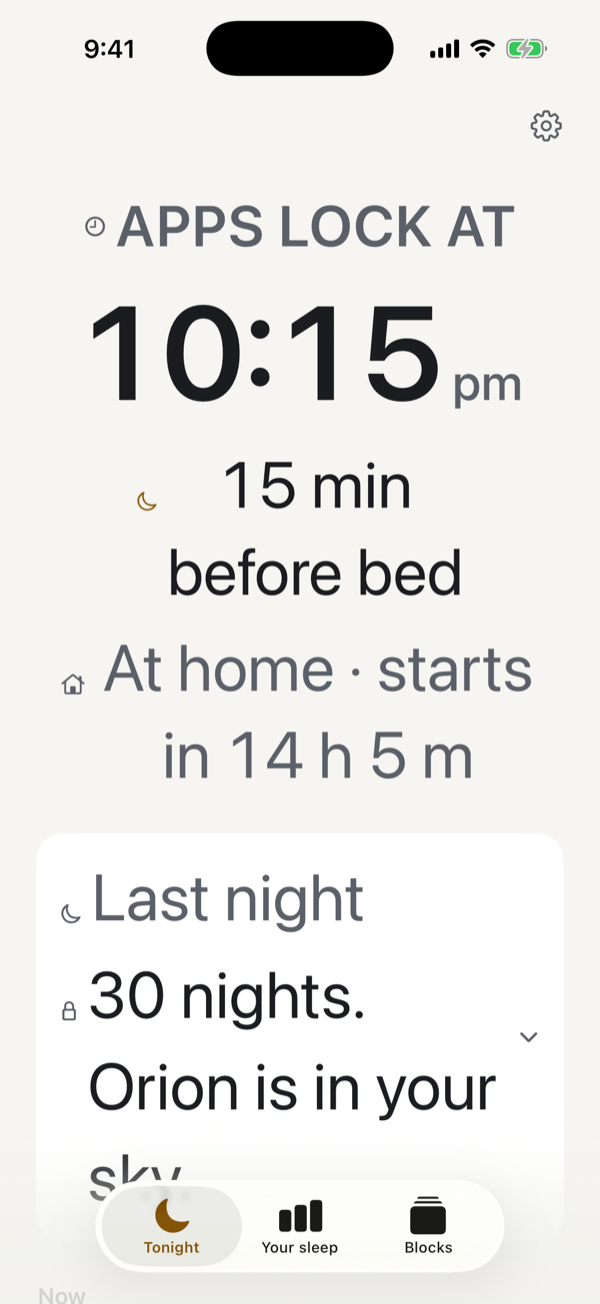 9:41
APPS LOCK AT
10:15 pm
15 min
before bed
At home · starts
in 14 h 5 m
Last night
30 nights.
Orion is in your
sky.
Tonight
Your sleep
Blocks
Now